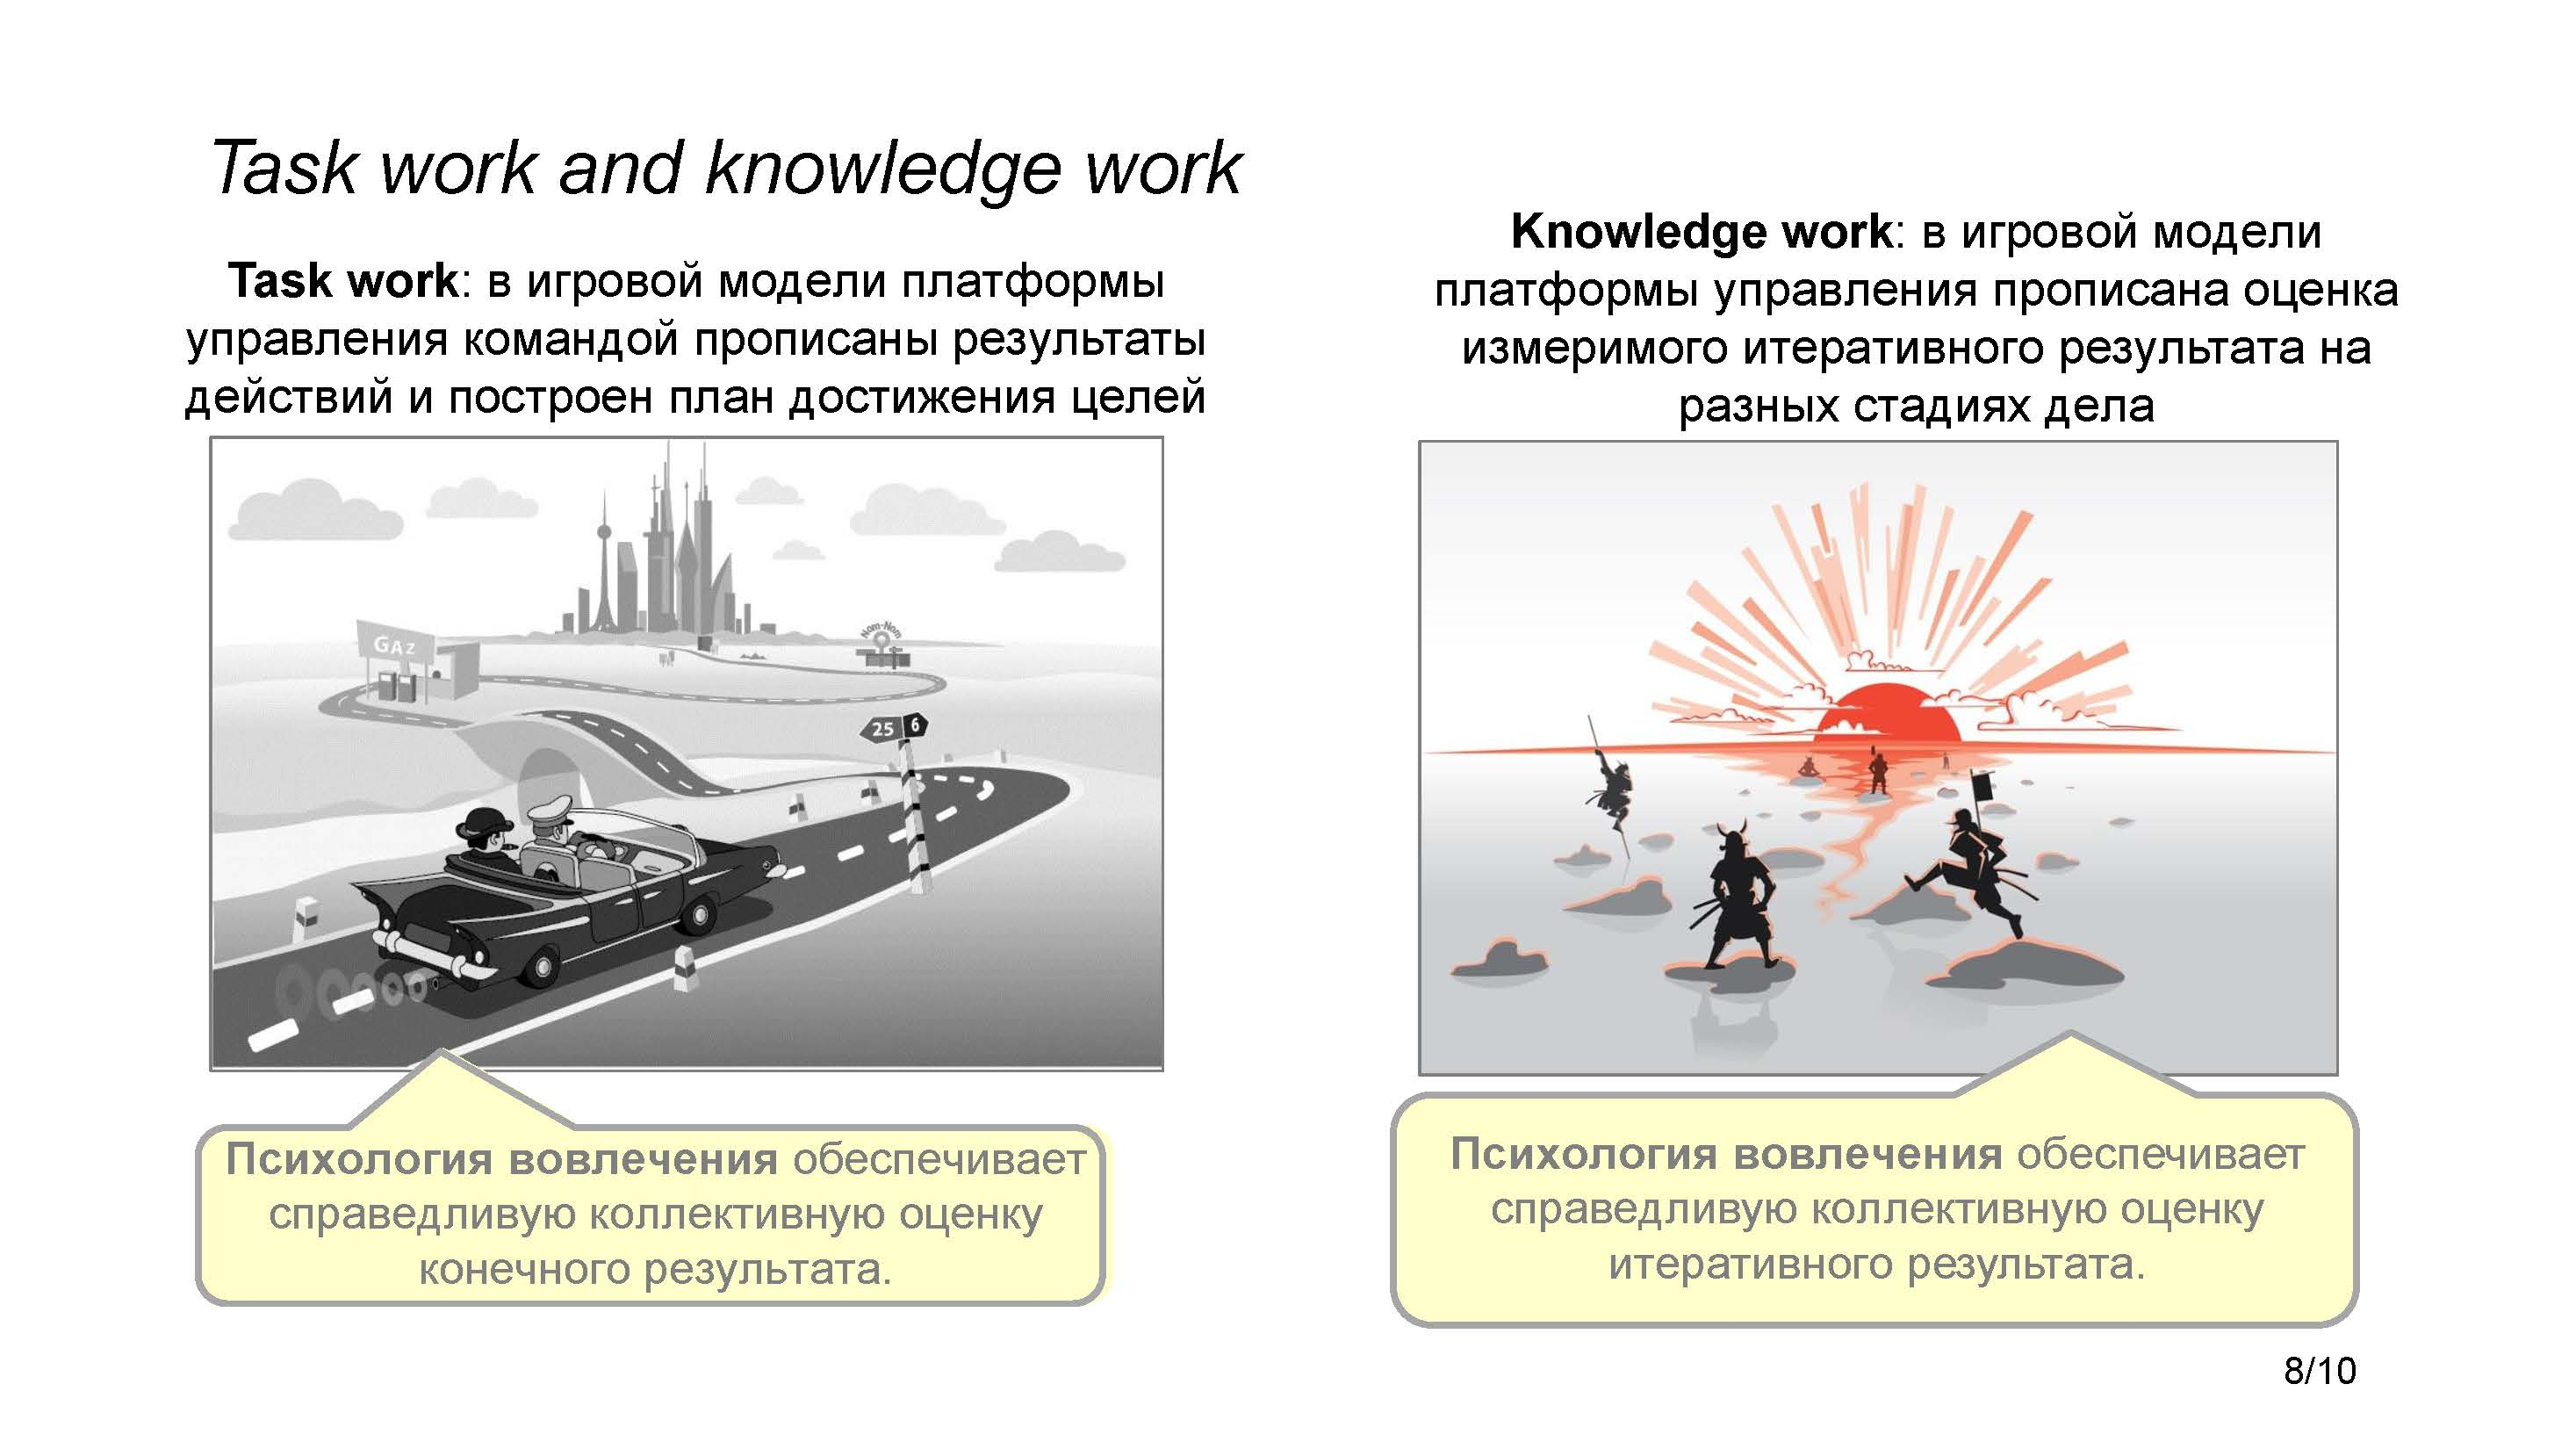 Task work and knowledge work
Task work: в игровой модели платформы
управления командой прописаны результаты
действий и построен план достижения целей
GAZ
Nom-Nom
25 6
Психология вовлечения обеспечивает
справедливую коллективную оценку
конечного результата.
Knowledge work: в игровой модели
платформы управления прописана оценка
измеримого итеративного результата на
разных стадиях дела
Психология вовлечения обеспечивает
справедливую коллективную оценку
итеративного результата.
8/10